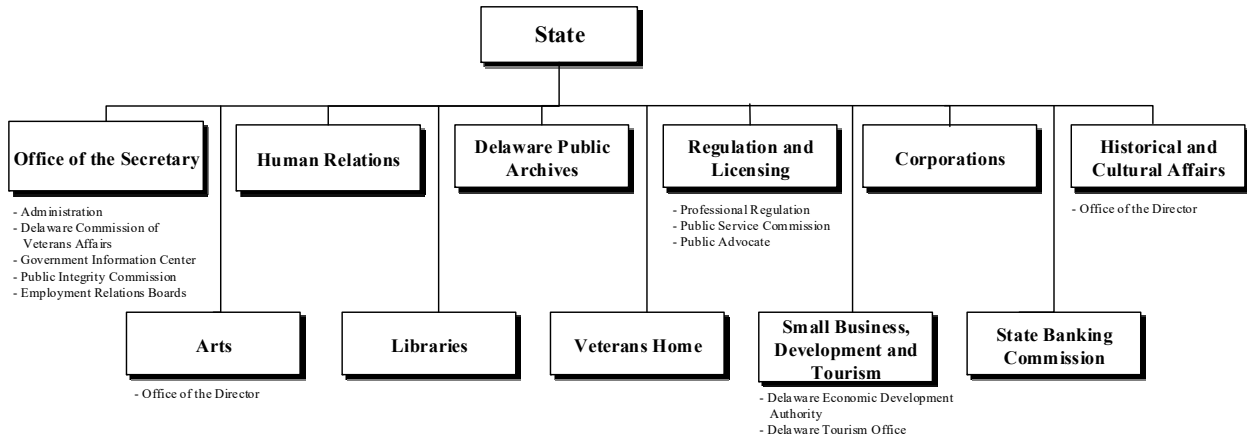 State
Office of the Secretary
- Administration
- Delaware Commission of
Veterans Affairs
- Government Information Center
- Public Integrity Commission
- Employment Relations Boards
Human Relations
Delaware Public
Archives
Regulation and
Licensing
- Professional Regulation
- Public Service Commission
- Public Advocate
Corporations
Historical and
Cultural Affairs
- Office of the Director
Arts
- Office of the Director
Libraries
Veterans Home
Small Business,
Development and
Tourism
- Delaware Economic Development
Authority
- Delaware Tourism Office
State Banking
Commission